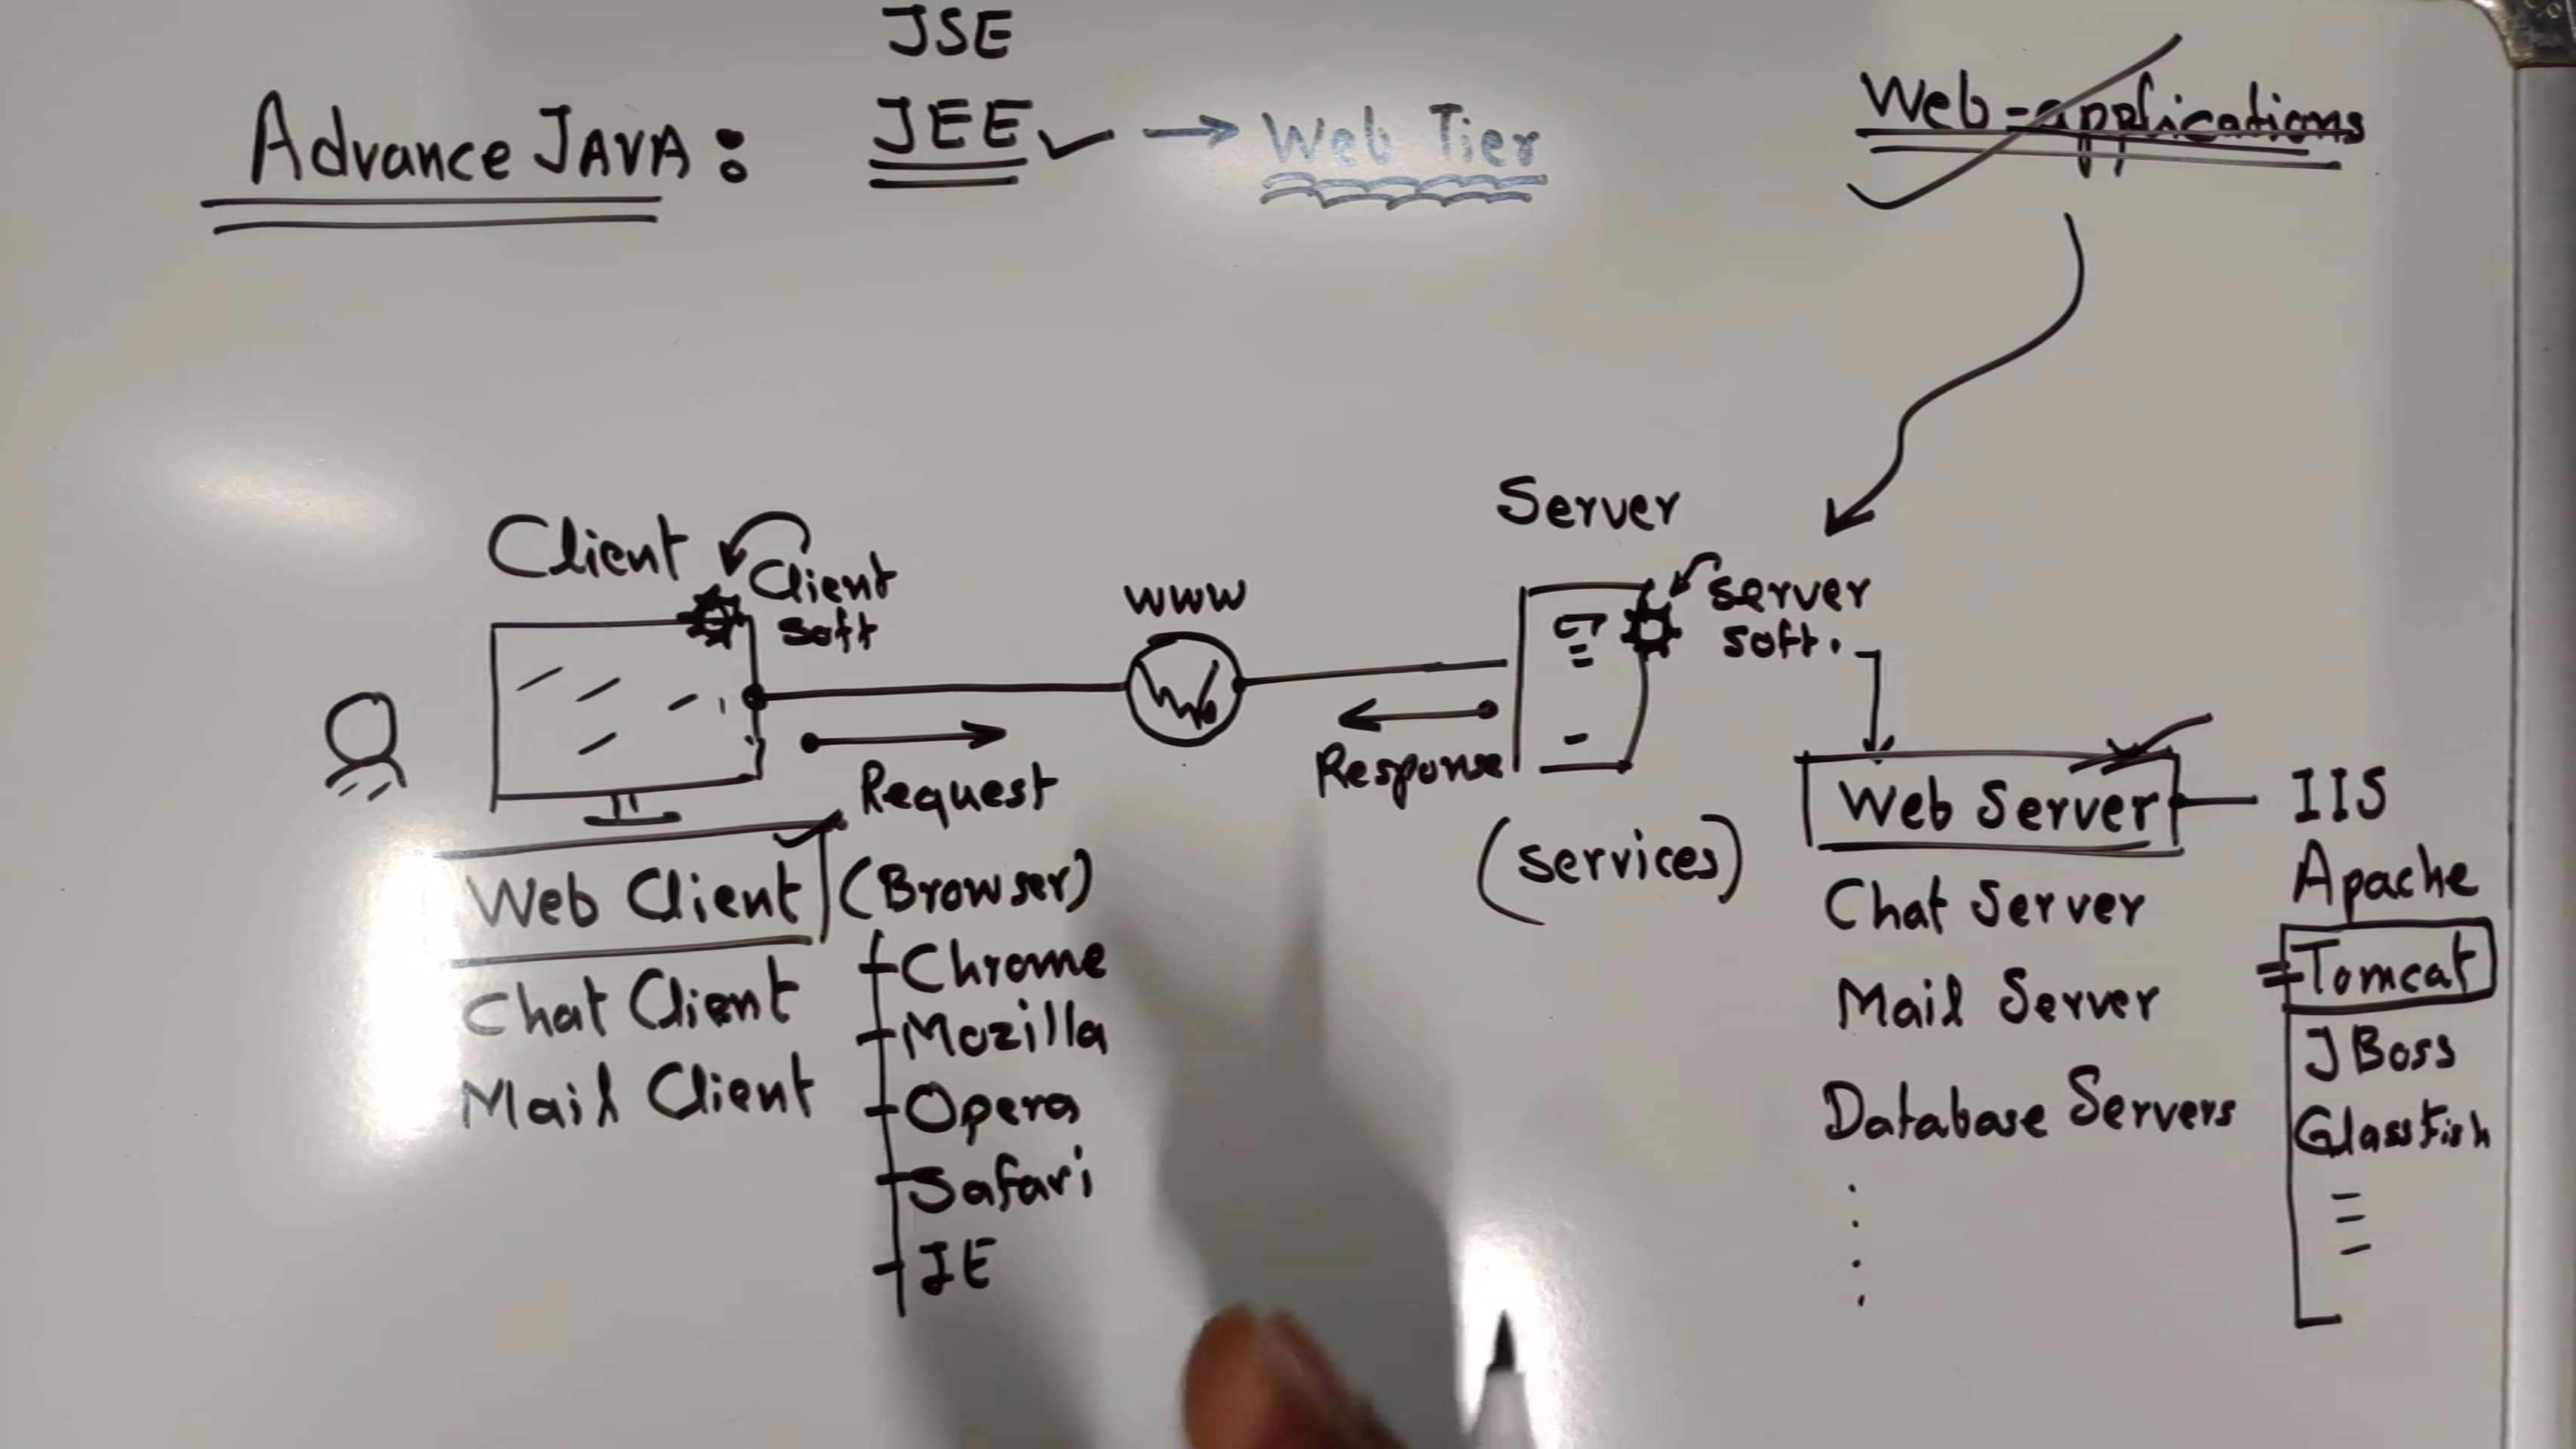 JSE
Advance JAVA :
JEE → Web Tier
Web-applications
Client
Client
soft
WWW
Server
server
soft.
Request
Response
(services)
Web Client (Browser)
Chat Client
Mail Client
Chrome
Mozilla
Opera
Safari
IE
Web Server
Chat Server
Mail Server
Database Servers
IIS
Apache
Tomcat
JBoss
Glassfish